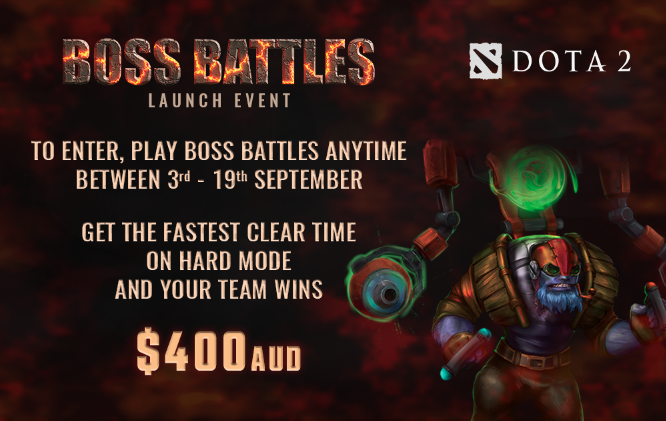 BOSS BATTLES
LAUNCH EVENT
DOTA 2
TO ENTER, PLAY BOSS BATTLES ANYTIME
BETWEEN 3rd - 19th SEPTEMBER
GET THE FASTEST CLEAR TIME
ON HARD MODE
AND YOUR TEAM WINS
$400AUD